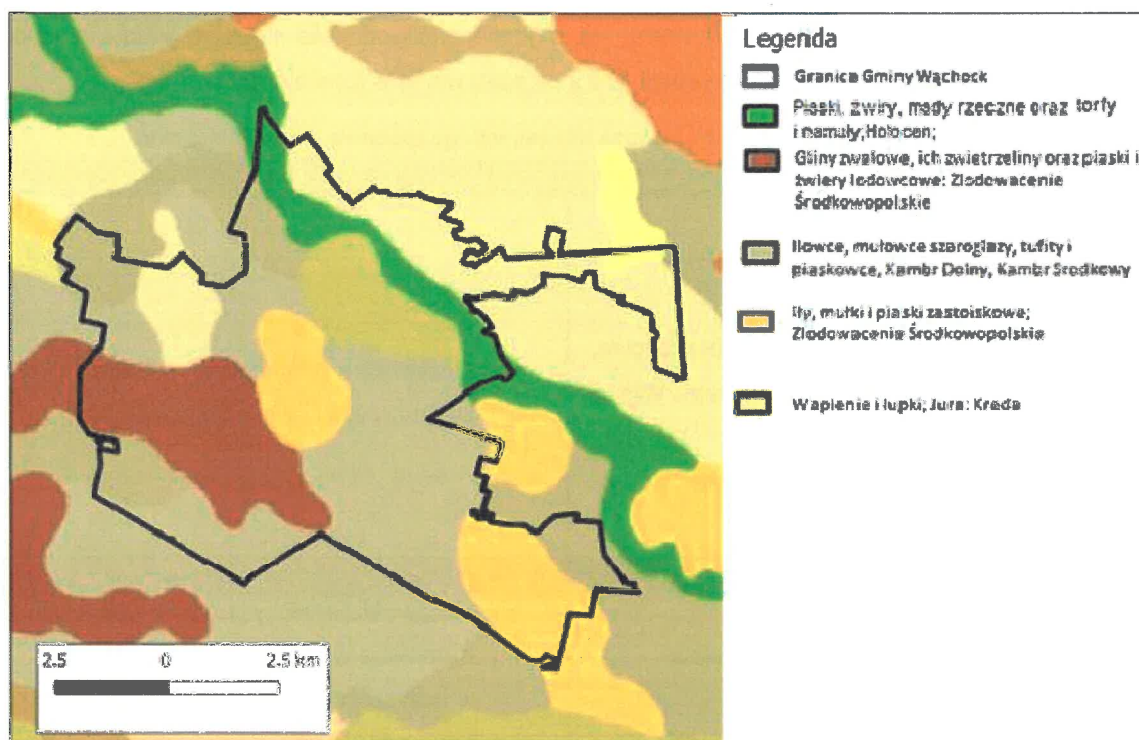 Legenda
Granica Gminy Wąchock
Piaski, żwiry, mady rzeczne oraz torfy
i namuły; Holocen;
Gliny zwałowe, ich zwietrzeliny oraz piaski i
żwiery lodowcowe: Zlodowacenie
Środkowopolskie
Iłowce, mułowce szarogłazy, tufity i
piaskowce, Kambr Dolny, Kambr Środkowy
Iły, mułki i piaski zastoiskowe;
Zlodowacenie Środkowopolskie
Wapienie i łupki; Jura: Kreda
2.5 0 2.5 km